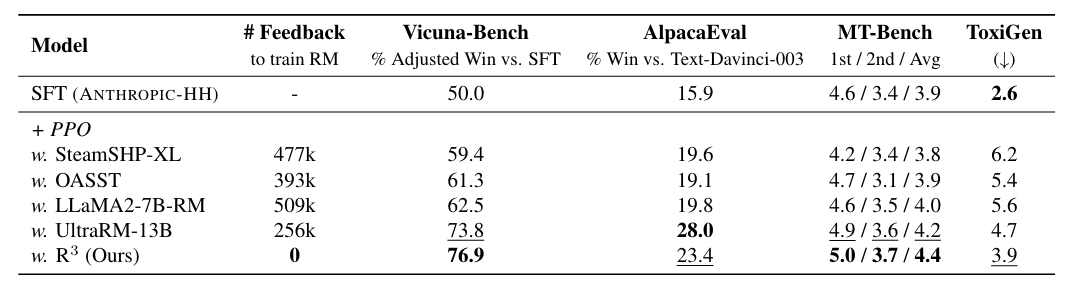 Model # Feedback Vicuna-Bench AlpacaEval MT-Bench ToxiGen
to train RM % Adjusted Win vs. SFT % Win vs. Text-Davinci-003 1st / 2nd / Avg (↓)
SFT (ANTHROPIC-HH) - 50.0 15.9 4.6 / 3.4 / 3.9 2.6
+ PPO
w. SteamSHP-XL 477k 59.4 19.6 4.2 / 3.4 / 3.8 6.2
w. OASST 393k 61.3 19.1 4.7 / 3.1 / 3.9 5.4
w. LLaMA2-7B-RM 509k 62.5 19.8 4.6 / 3.5 / 4.0 5.6
w. UltraRM-13B 256k 73.8 28.0 4.9 / 3.6 / 4.2 4.7
w. R³ (Ours) 0 76.9 23.4 5.0 / 3.7 / 4.4 3.9